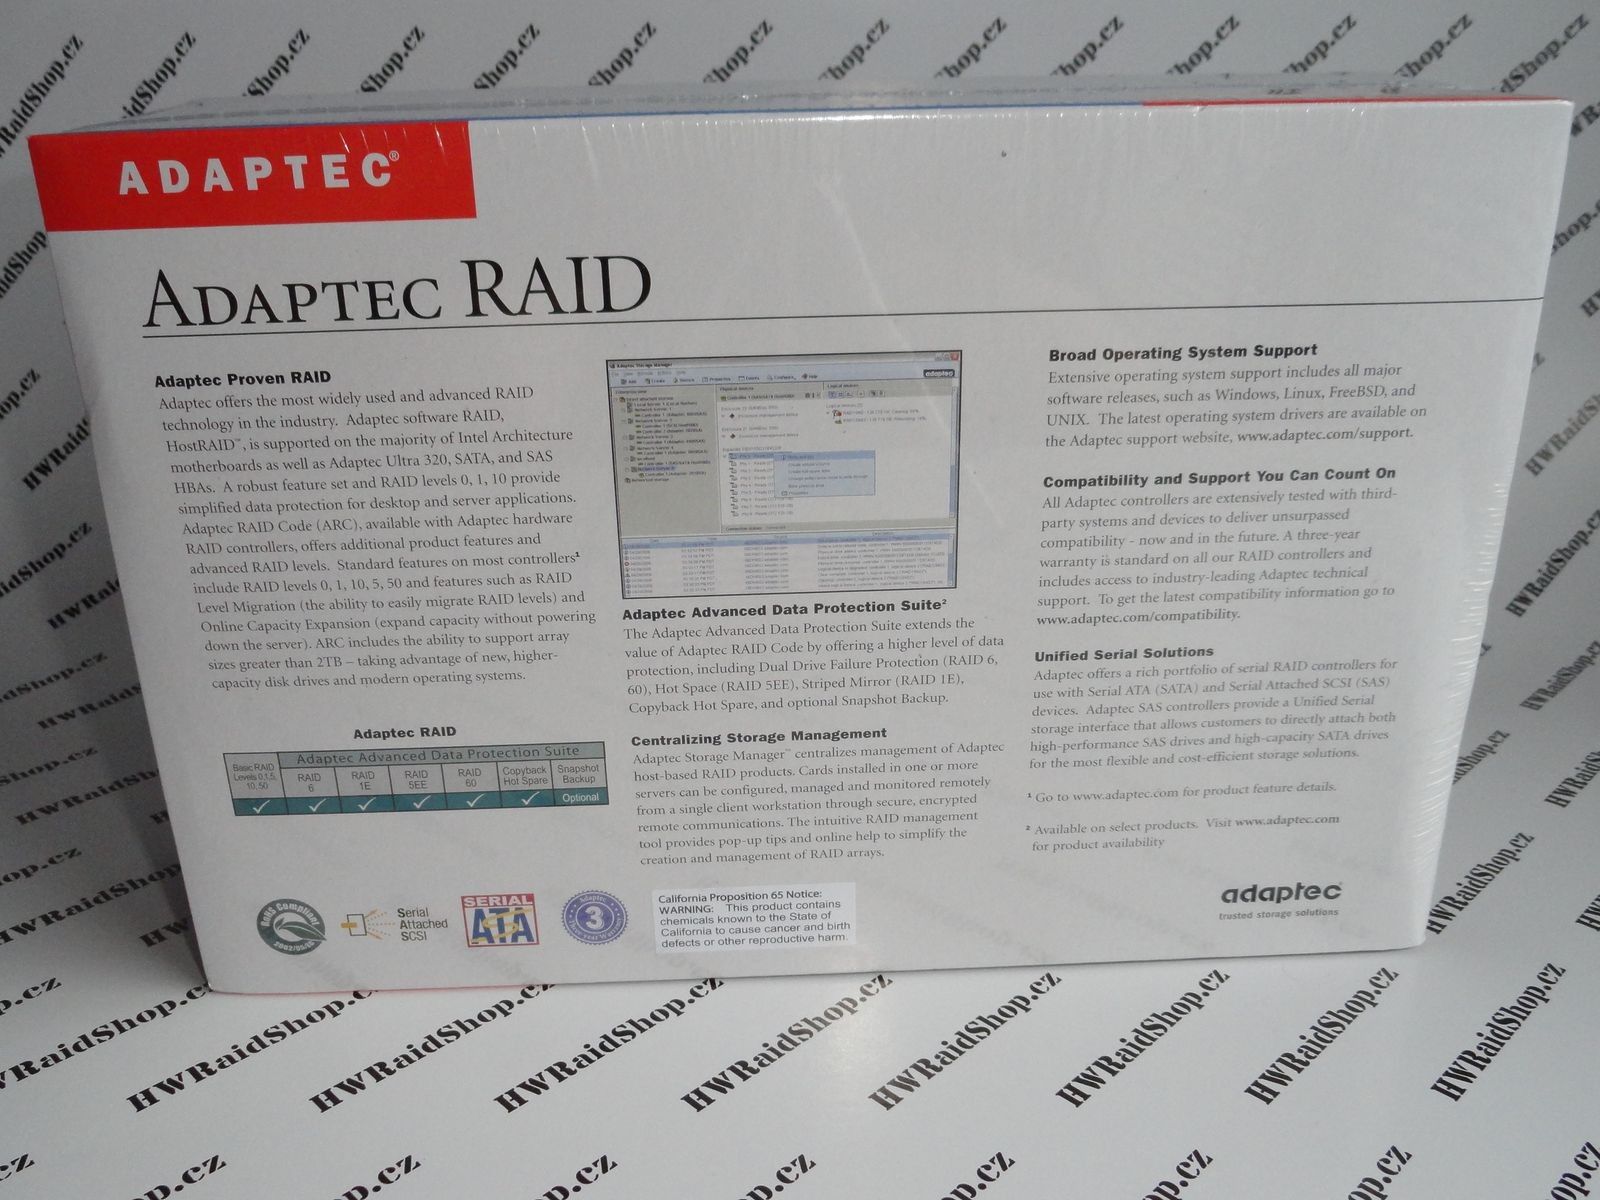 ADAPTEC®
ADAPTEC RAID
Adaptec Proven RAID
Adaptec offers the most widely used and advanced RAID
technology in the industry. Adaptec software RAID,
HostRAID™, is supported on the majority of Intel Architecture
motherboards as well as Adaptec Ultra 320, SATA, and SAS
HBAs. A robust feature set and RAID levels 0, 1, 10 provide
simplified data protection for desktop and server applications.
Adaptec RAID Code (ARC), available with Adaptec hardware
RAID controllers, offers additional product features and
advanced RAID levels. Standard features on most controllers¹
include RAID levels 0, 1, 10, 5, 50 and features such as RAID
Level Migration (the ability to easily migrate RAID levels) and
Online Capacity Expansion (expand capacity without powering
down the server). ARC includes the ability to support array
sizes greater than 2TB – taking advantage of new, higher-
capacity disk drives and modern operating systems.
Adaptec RAID
Basic RAID
Levels 0,1,5,
10,50
Adaptec Advanced Data Protection Suite
RAID
6
RAID
1E
RAID
5EE
RAID
60
Copyback
Hot Spare
Snapshot
Backup
Optional
Adaptec Storage Manager
adaptec
Adaptec Advanced Data Protection Suite²
The Adaptec Advanced Data Protection Suite extends the
value of Adaptec RAID Code by offering a higher level of data
protection, including Dual Drive Failure Protection (RAID 6,
60), Hot Space (RAID 5EE), Striped Mirror (RAID 1E),
Copyback Hot Spare, and optional Snapshot Backup.
Centralizing Storage Management
Adaptec Storage Manager™ centralizes management of Adaptec
host-based RAID products. Cards installed in one or more
servers can be configured, managed and monitored remotely
from a single client workstation through secure, encrypted
remote communications. The intuitive RAID management
tool provides pop-up tips and online help to simplify the
creation and management of RAID arrays.
Broad Operating System Support
Extensive operating system support includes all major
software releases, such as Windows, Linux, FreeBSD, and
UNIX. The latest operating system drivers are available on
the Adaptec support website, www.adaptec.com/support.
Compatibility and Support You Can Count On
All Adaptec controllers are extensively tested with third-
party systems and devices to deliver unsurpassed
compatibility - now and in the future. A three-year
warranty is standard on all our RAID controllers and
includes access to industry-leading Adaptec technical
support. To get the latest compatibility information go to
www.adaptec.com/compatibility.
Unified Serial Solutions
Adaptec offers a rich portfolio of serial RAID controllers for
use with Serial ATA (SATA) and Serial Attached SCSI (SAS)
devices. Adaptec SAS controllers provide a Unified Serial
storage interface that allows customers to directly attach both
high-performance SAS drives and high-capacity SATA drives
for the most flexible and cost-efficient storage solutions.
¹ Go to www.adaptec.com for product feature details.
² Available on select products. Visit www.adaptec.com
for product availability
RoHS Compliant
2002/95/EC
Serial
Attached
SCSI
SERIAL
ATA
Adaptec
3
California Proposition 65 Notice:
WARNING: This product contains
chemicals known to the State of
California to cause cancer and birth
defects or other reproductive harm.
adaptec
trusted storage solutions
HWRaidShop.cz
HWRaidShop.cz
HWRaidShop.cz
HWRaidShop.cz
HWRaidShop.cz
HWRaidShop.cz
HWRaidShop.cz